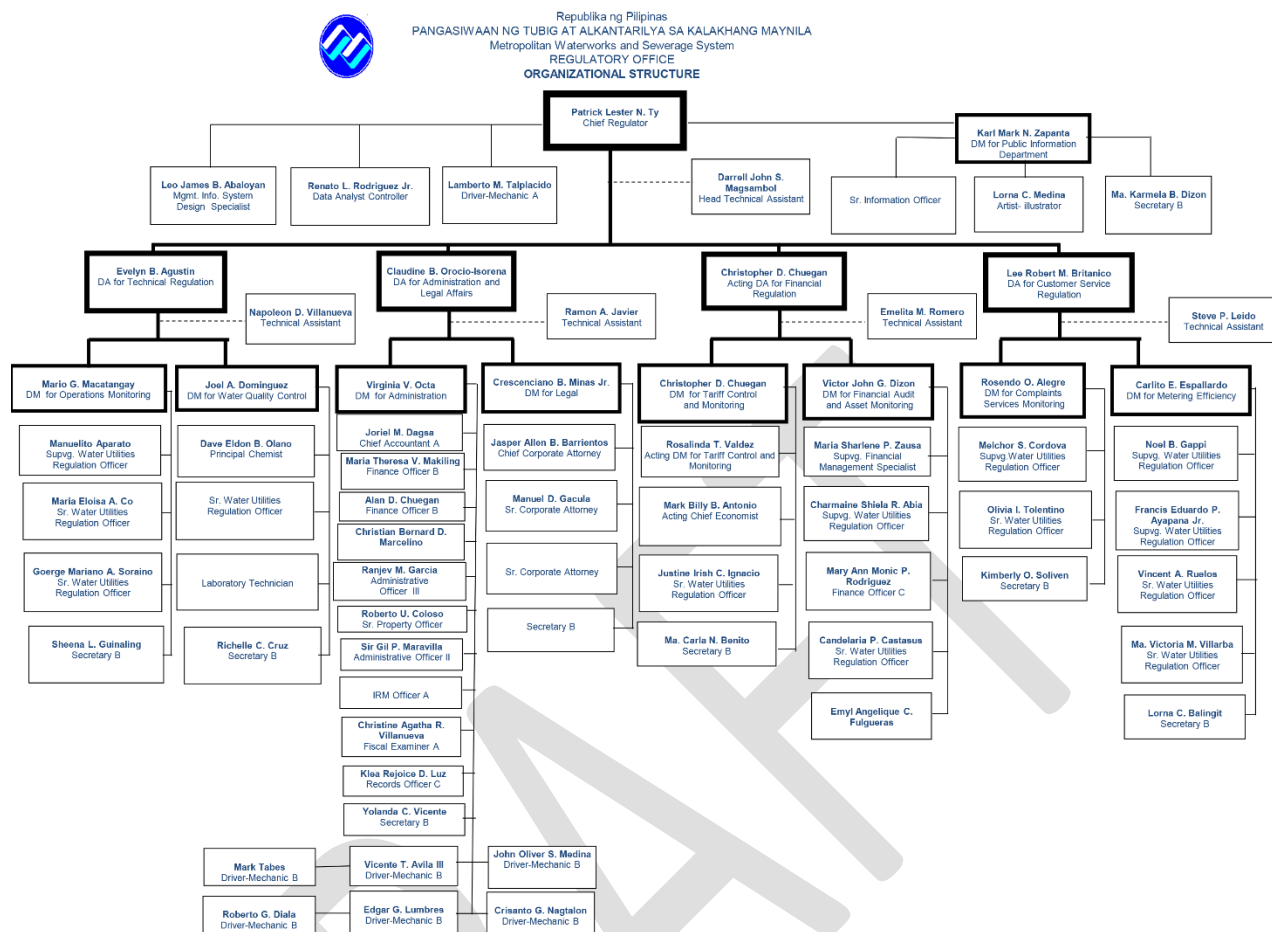 Republika ng Pilipinas
PANGASIWAAN NG TUBIG AT ALKANTARILYA SA KALAKHANG MAYNILA
Metropolitan Waterworks and Sewerage System
REGULATORY OFFICE
ORGANIZATIONAL STRUCTURE
Patrick Lester N. Ty
Chief Regulator
Karl Mark N. Zapanta
DM for Public Information
Department
Leo James B. Abaloyan
Mgmt. Info. System
Design Specialist
Renato L. Rodriguez Jr.
Data Analyst Controller
Lamberto M. Talplacido
Driver-Mechanic A
Darrell John S.
Magsambol
Head Technical Assistant
Sr. Information Officer
Lorna C. Medina
Artist- illustrator
Ma. Karmela B. Dizon
Secretary B
Evelyn B. Agustin
DA for Technical Regulation
Claudine B. Orocio-Isorena
DA for Administration and
Legal Affairs
Christopher D. Chuegan
Acting DA for Financial
Regulation
Lee Robert M. Britanico
DA for Customer Service
Regulation
Napoleon D. Villanueva
Technical Assistant
Ramon A. Javier
Technical Assistant
Emelita M. Romero
Technical Assistant
Steve P. Leido
Technical Assistant
Mario G. Macatangay
DM for Operations Monitoring
Manuelito Aparato
Supvg. Water Utilities
Regulation Officer
Maria Eloisa A. Co
Sr. Water Utilities
Regulation Officer
Goerge Mariano A. Soraino
Sr. Water Utilities
Regulation Officer
Sheena L. Guinaling
Secretary B
Joel A. Dominguez
DM for Water Quality Control
Dave Eldon B. Olano
Principal Chemist
Sr. Water Utilities
Regulation Officer
Laboratory Technician
Richelle C. Cruz
Secretary B
Virginia V. Octa
DM for Administration
Joriel M. Dagsa
Chief Accountant A
Maria Theresa V. Makiling
Finance Officer B
Alan D. Chuegan
Finance Officer B
Christian Bernard D.
Marcelino
Ranjev M. Garcia
Administrative
Officer III
Roberto U. Coloso
Sr. Property Officer
Sir Gil P. Maravilla
Administrative Officer II
IRM Officer A
Christine Agatha R.
Villanueva
Fiscal Examiner A
Klea Rejoice D. Luz
Records Officer C
Yolanda C. Vicente
Secretary B
Mark Tabes
Driver-Mechanic B
Vicente T. Avila III
Driver-Mechanic B
John Oliver S. Medina
Driver-Mechanic B
Roberto G. Diala
Driver-Mechanic B
Edgar G. Lumbres
Driver-Mechanic B
Crisanto G. Nagtalon
Driver-Mechanic B
Crescenciano B. Minas Jr.
DM for Legal
Jasper Allen B. Barrientos
Chief Corporate Attorney
Manuel D. Gacula
Sr. Corporate Attorney
Sr. Corporate Attorney
Secretary B
Christopher D. Chuegan
DM for Tariff Control
and Monitoring
Rosalinda T. Valdez
Acting DM for Tariff Control and
Monitoring
Mark Billy B. Antonio
Acting Chief Economist
Justine Irish C. Ignacio
Sr. Water Utilities
Regulation Officer
Ma. Carla N. Benito
Secretary B
Victor John G. Dizon
DM for Financial Audit
and Asset Monitoring
Maria Sharlene P. Zausa
Supvg. Financial
Management Specialist
Charmaine Shiela R. Abia
Supvg. Water Utilities
Regulation Officer
Mary Ann Monic P.
Rodriguez
Finance Officer C
Candelaria P. Castasus
Sr. Water Utilities
Regulation Officer
Emyl Angelique C.
Fulgueras
Rosendo O. Alegre
DM for Complaints
Services Monitoring
Melchor S. Cordova
Supvg.Water Utilities
Regulation Officer
Olivia I. Tolentino
Sr. Water Utilities
Regulation Officer
Kimberly O. Soliven
Secretary B
Carlito E. Espallardo
DM for Metering Efficiency
Noel B. Gappi
Supvg. Water Utilities
Regulation Officer
Francis Eduardo P.
Ayapana Jr.
Supvg. Water Utilities
Regulation Officer
Vincent A. Ruelos
Sr. Water Utilities
Regulation Officer
Ma. Victoria M. Villarba
Sr. Water Utilities
Regulation Officer
Lorna C. Balingit
Secretary B
DRAFT